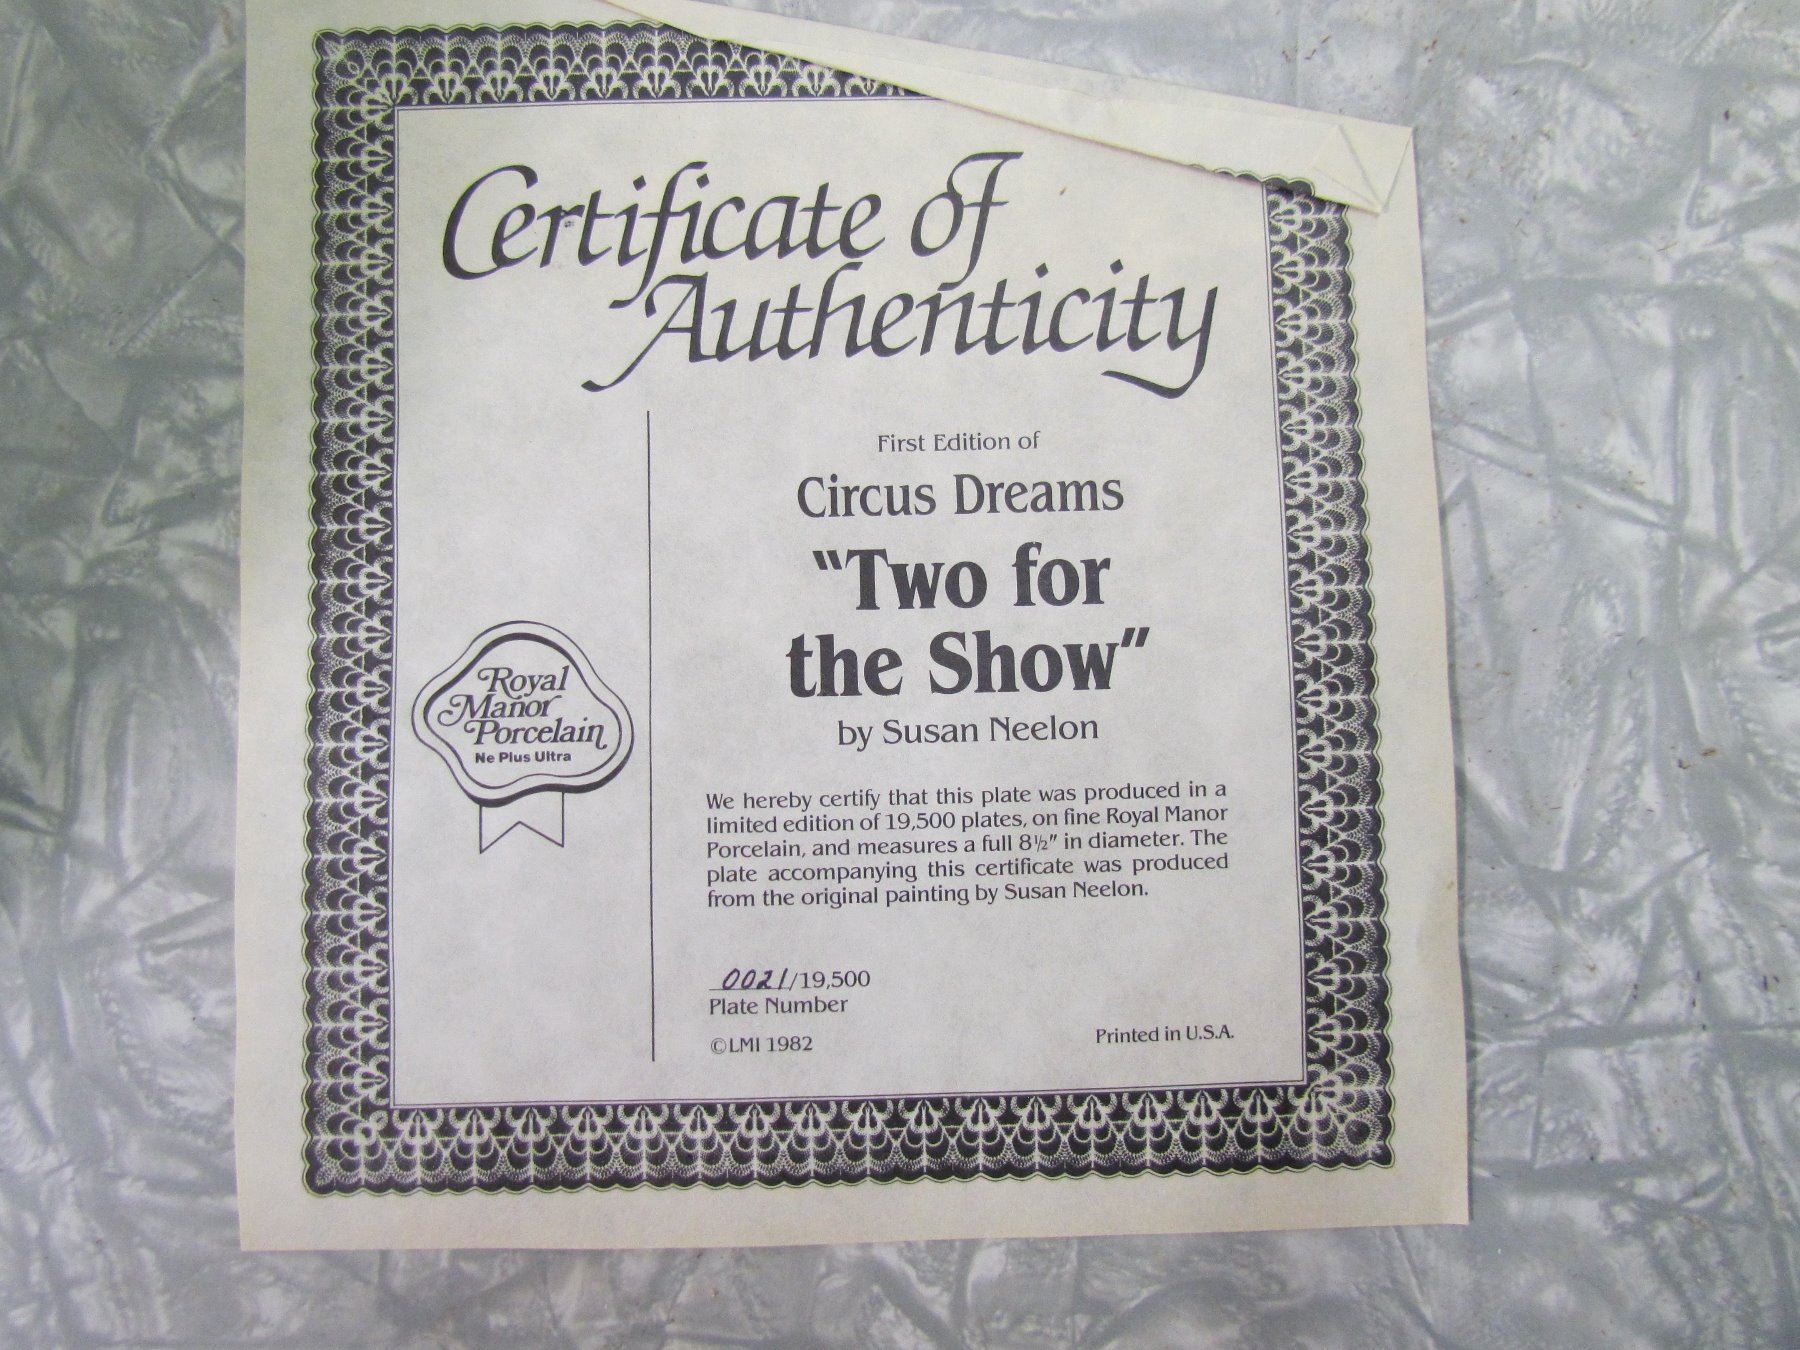 Certificate of
Authenticity
First Edition of
Circus Dreams
"Two for
the Show"
by Susan Neelon
Royal
Manor
Porcelain
Ne Plus Ultra
We hereby certify that this plate was produced in a
limited edition of 19,500 plates, on fine Royal Manor
Porcelain, and measures a full 8½" in diameter. The
plate accompanying this certificate was produced
from the original painting by Susan Neelon.
0021/19,500
Plate Number
©LMI 1982
Printed in U.S.A.